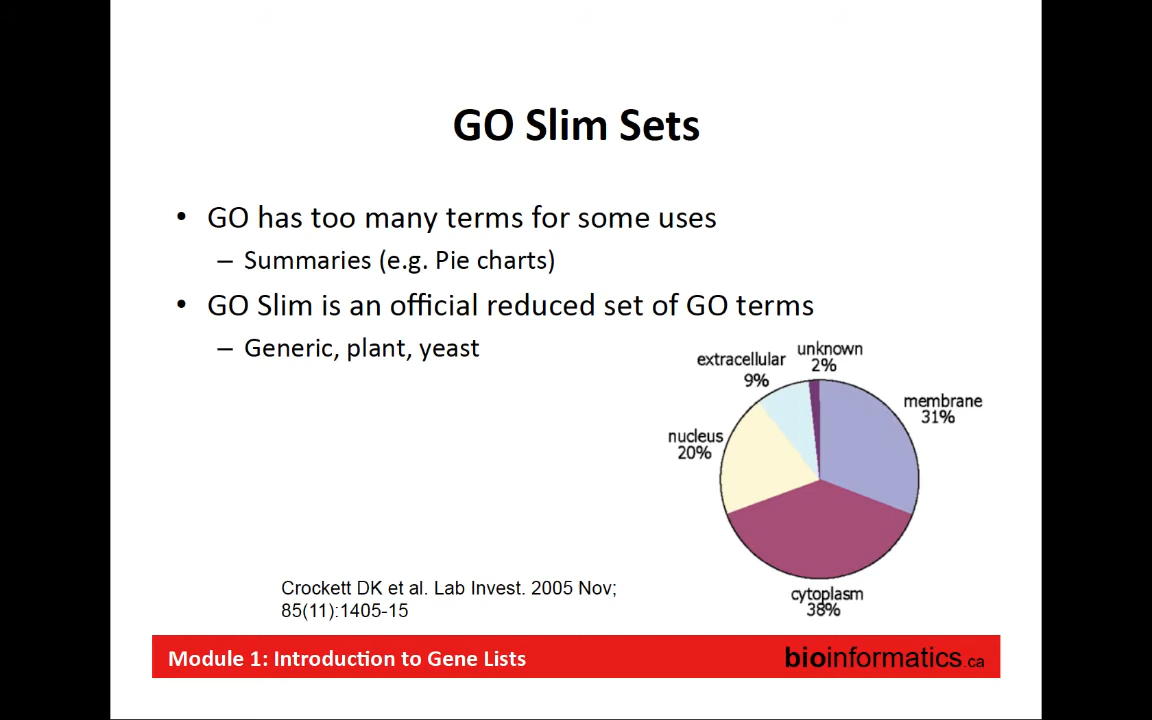 GO Slim Sets
• GO has too many terms for some uses
– Summaries (e.g. Pie charts)
• GO Slim is an official reduced set of GO terms
– Generic, plant, yeast
unknown
2%
extracellular
9%
membrane
31%
nucleus
20%
cytoplasm
38%
Crockett DK et al. Lab Invest. 2005 Nov;
85(11):1405-15
Module 1: Introduction to Gene Lists
bioinformatics.ca